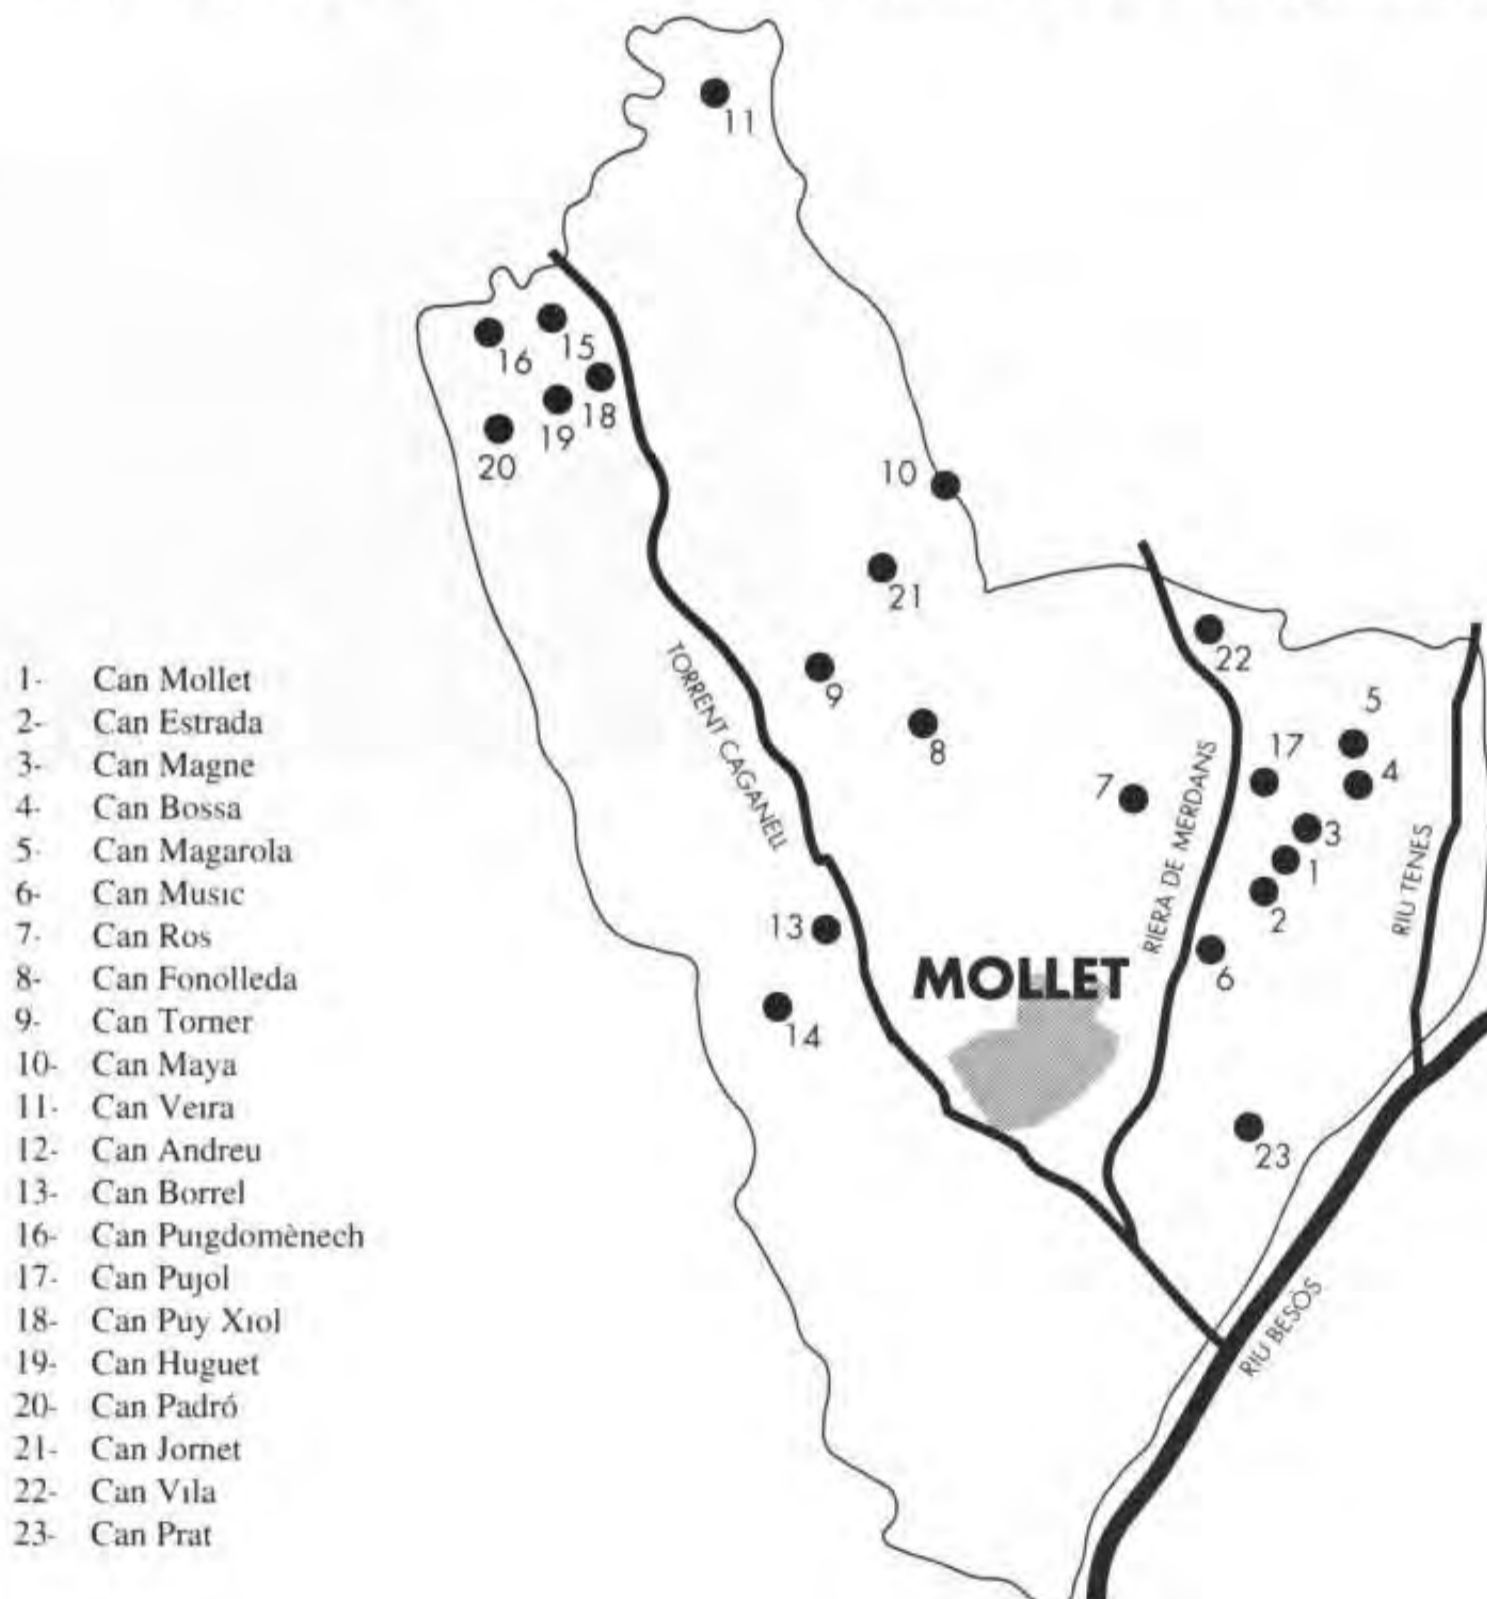 11
16
15
19
18
20
10
21
22
9
8
5
17
4
7
3
1
2
13
6
14
23
TORRENT CAGANELL
RIERA DE MERDANS
RIU TENES
RIU BESÒS
MOLLET
1- Can Mollet
2- Can Estrada
3- Can Magne
4- Can Bossa
5- Can Magarola
6- Can Music
7- Can Ros
8- Can Fonolleda
9- Can Torner
10- Can Maya
11- Can Veira
12- Can Andreu
13- Can Borrel
16- Can Puigdomènech
17- Can Pujol
18- Can Puy Xiol
19- Can Huguet
20- Can Padró
21- Can Jornet
22- Can Vila
23- Can Prat